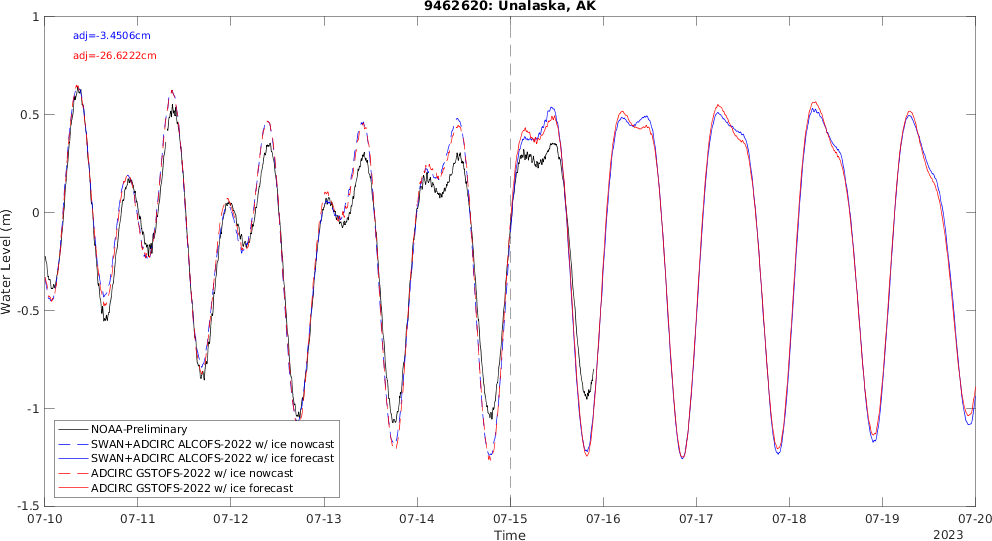 9462620: Unalaska, AK
adj=-3.4506cm
adj=-26.6222cm
Water Level (m)
1
0.5
0
-0.5
-1
-1.5
NOAA-Preliminary
SWAN+ADCIRC ALCOFS-2022 w/ ice nowcast
SWAN+ADCIRC ALCOFS-2022 w/ ice forecast
ADCIRC GSTOFS-2022 w/ ice nowcast
ADCIRC GSTOFS-2022 w/ ice forecast
07-10 07-11 07-12 07-13 07-14 07-15 07-16 07-17 07-18 07-19 07-20
Time
2023